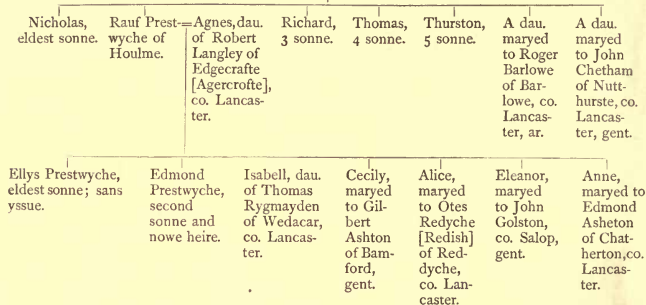 Nicholas,
eldest sonne.
Rauf Prest-
wyche of
Houlme.
=Agnes, dau.
of Robert
Langley of
Edgecrafte
[Agercrofte],
co. Lancas-
ter.
Richard,
3 sonne.
Thomas,
4 sonne.
Thurston,
5 sonne.
A dau.
maryed
to Roger
Barlowe
of Bar-
lowe, co.
Lancas-
ter, ar.
A dau.
maryed
to John
Chetham
of Nutt-
hurste, co.
Lancas-
ter, gent.
Ellys Prestwyche,
eldest sonne; sans
yssue.
Edmond
Prestwyche,
second
sonne and
nowe heire.
Isabell, dau.
of Thomas
Rygmayden
of Wedacar,
co. Lancas-
ter.
Cecily,
maryed
to Gil-
bert
Ashton
of Bam-
ford,
gent.
Alice,
maryed
to Otes
Redyche
[Redish]
of Red-
dyche,
co. Lan-
caster.
Eleanor,
maryed
to John
Golston,
co. Salop,
gent.
Anne,
maryed to
Edmond
Asheton
of Chat-
herton, co.
Lancas-
ter.